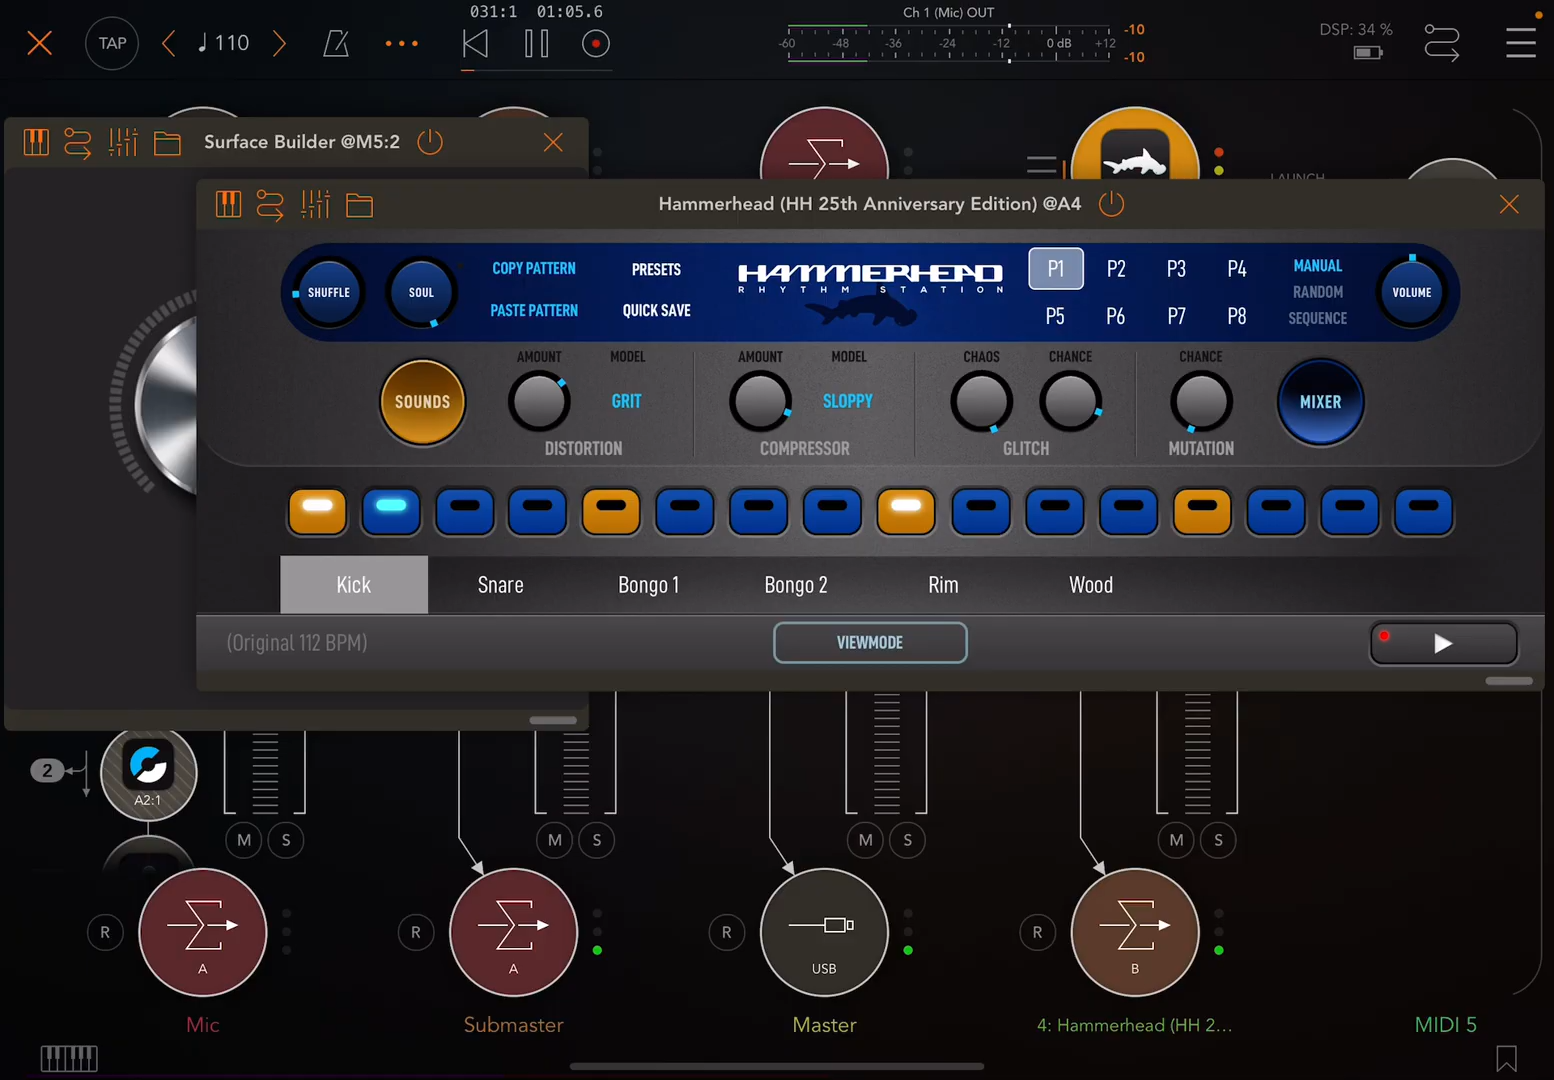 031:1 01:05.6
Ch 1 (Mic) OUT
TAP
110
-60 -48 -36 -24 -12 0 dB +12
-10
-10
DSP: 34 %
Surface Builder @M5:2
LAUNCH
Hammerhead (HH 25th Anniversary Edition) @A4
SHUFFLE
SOUL
COPY PATTERN
PRESETS
PASTE PATTERN
QUICK SAVE
HAMMERHEAD
RHYTHM STATION
P1 P2 P3 P4
P5 P6 P7 P8
MANUAL
RANDOM
SEQUENCE
VOLUME
SOUNDS
AMOUNT MODEL
GRIT
DISTORTION
AMOUNT MODEL
SLOPPY
COMPRESSOR
CHAOS CHANCE
GLITCH
CHANCE
MUTATION
MIXER
Kick Snare Bongo 1 Bongo 2 Rim Wood
(Original 112 BPM)
VIEWMODE
2
A2:1
M S M S M S M S
R R R R
A A USB B
Mic Submaster Master 4: Hammerhead (HH 2... MIDI 5